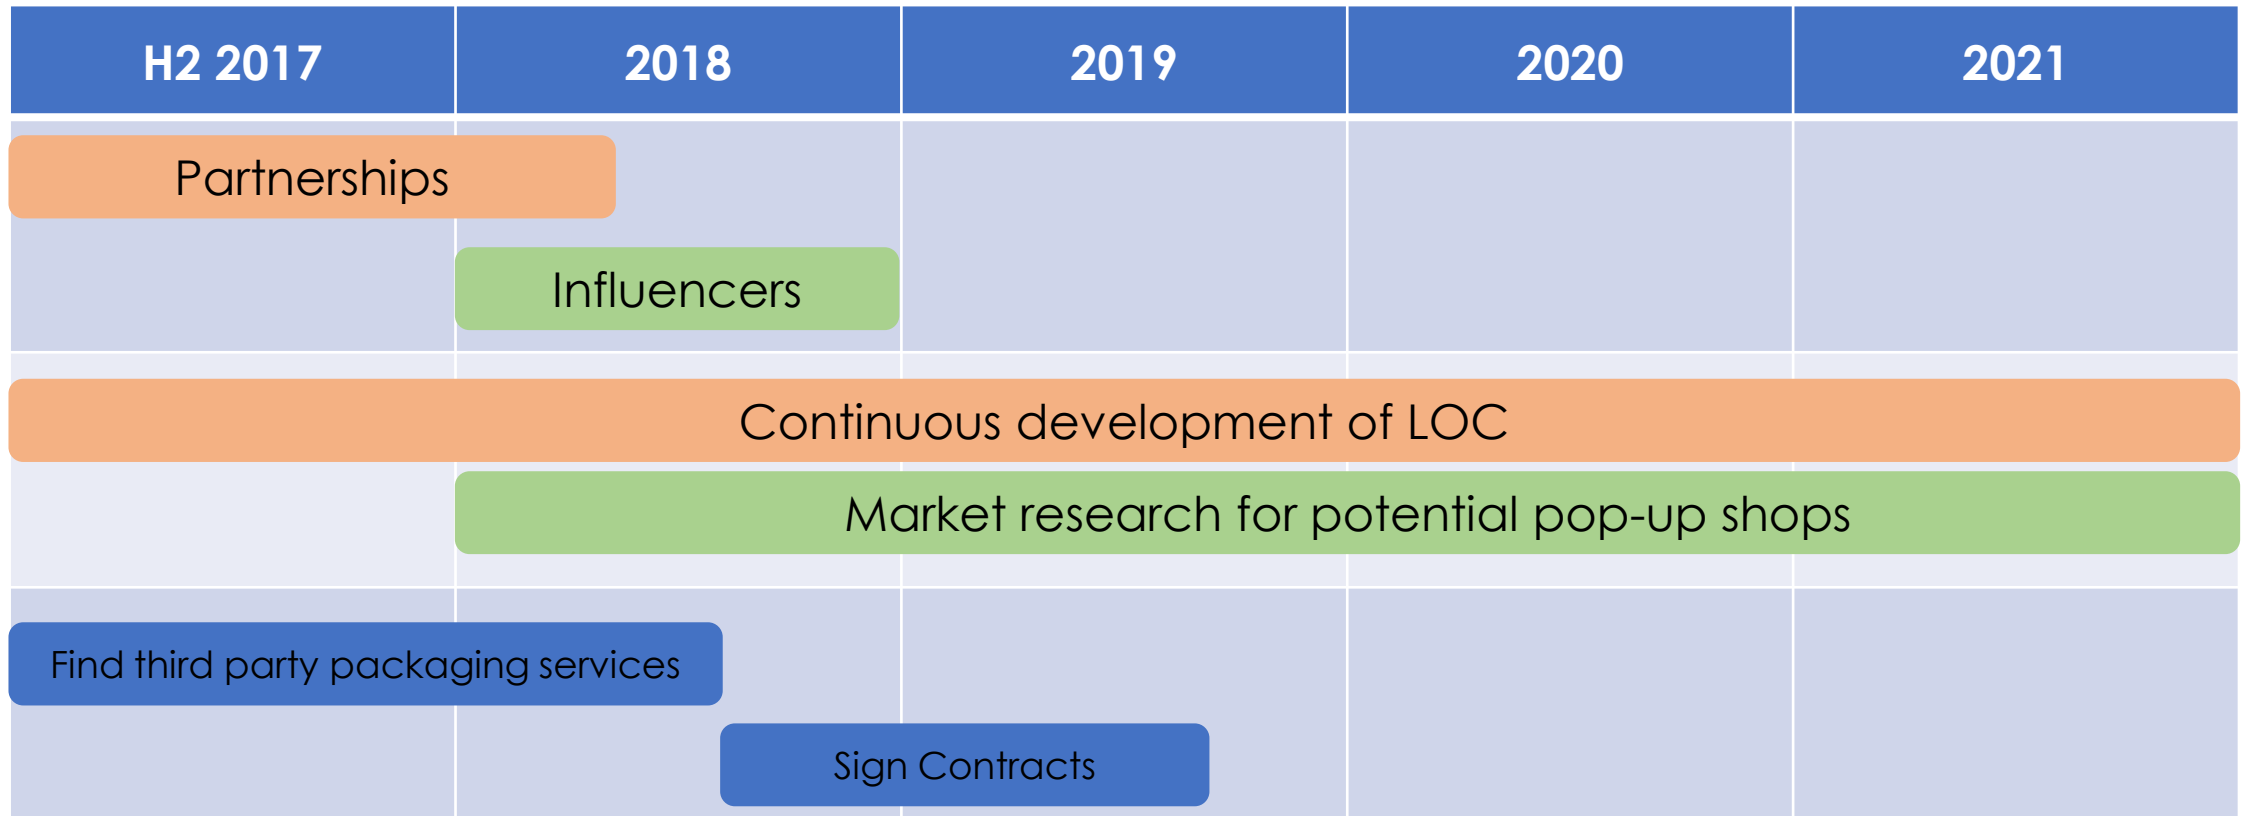 H2 2017
2018
2019
2020
2021
Partnerships
Influencers
Continuous development of LOC
Market research for potential pop-up shops
Find third party packaging services
Sign Contracts